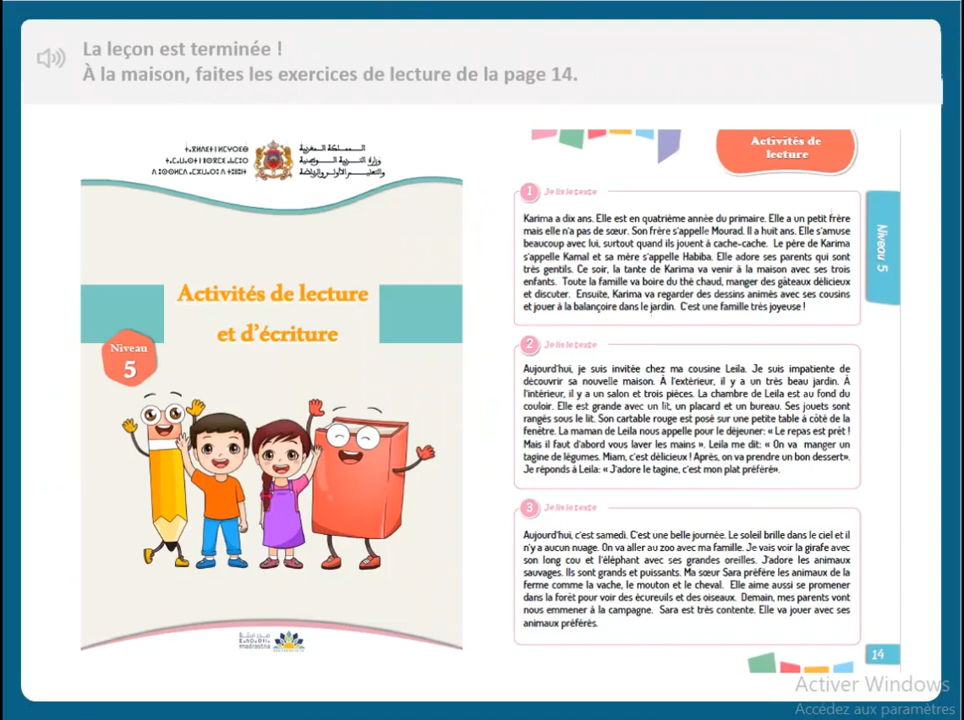 La leçon est terminée !
À la maison, faites les exercices de lecture de la page 14.
المملكة المغربية
وزارة التربية الوطنية
والتعليم الأولي والرياضة
Activités de lecture
et d'écriture
Niveau
5
Activités de
lecture
Niveau 5
1 Je lis le texte
Karima a dix ans. Elle est en quatrième année du primaire. Elle a un petit frère
mais elle n'a pas de sœur. Son frère s'appelle Mourad. Il a huit ans. Elle s'amuse
beaucoup avec lui, surtout quand ils jouent à cache-cache. Le père de Karima
s'appelle Kamal et sa mère s'appelle Habiba. Elle adore ses parents qui sont
très gentils. Ce soir, la tante de Karima va venir à la maison avec ses trois
enfants. Toute la famille va boire du thé chaud, manger des gâteaux délicieux
et discuter. Ensuite, Karima va regarder des dessins animés avec ses cousins
et jouer à la balançoire dans le jardin. C'est une famille très joyeuse !
2 Je lis le texte
Aujourd'hui, je suis invitée chez ma cousine Leila. Je suis impatiente de
découvrir sa nouvelle maison. À l'extérieur, il y a un très beau jardin. À
l'intérieur, il y a un salon et trois pièces. La chambre de Leila est au fond du
couloir. Elle est grande avec un lit, un placard et un bureau. Ses jouets sont
rangés sous le lit. Son cartable rouge est posé sur une petite table à côté de la
fenêtre. La maman de Leila nous appelle pour le déjeuner: « Le repas est prêt !
Mais il faut d'abord vous laver les mains ». Leila me dit: « On va manger un
tagine de légumes. Miam, c'est délicieux ! Après, on va prendre un bon dessert».
Je réponds à Leila: « J'adore le tagine, c'est mon plat préféré».
3 Je lis le texte
Aujourd'hui, c'est samedi. C'est une belle journée. Le soleil brille dans le ciel et il
n'y a aucun nuage. On va aller au zoo avec ma famille. Je vais voir la girafe avec
son long cou et l'éléphant avec ses grandes oreilles. J'adore les animaux
sauvages. Ils sont grands et puissants. Ma sœur Sara préfère les animaux de la
ferme comme la vache, le mouton et le cheval. Elle aime aussi se promener
dans la forêt pour voir des écureuils et des oiseaux. Demain, mes parents vont
nous emmener à la campagne. Sara est très contente. Elle va jouer avec ses
animaux préférés.
14
Activer Windows
Accédez aux paramètres